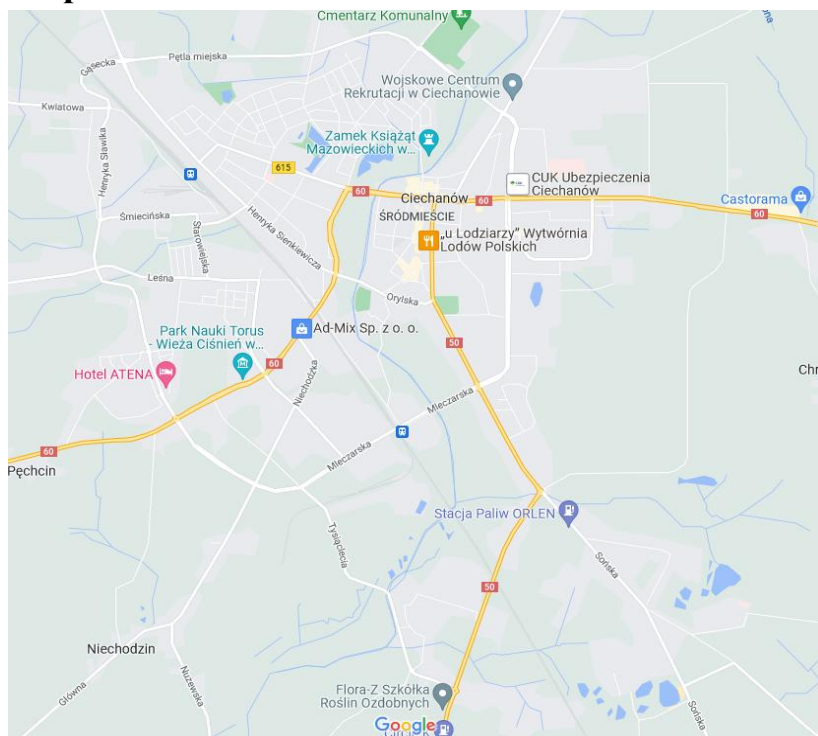 Cmentarz Komunalny
Pętla miejska
Gąsecka
Wojskowe Centrum
Rekrutacji w Ciechanowie
Kwiatowa
Henryka Sławika
Zamek Książąt
Mazowieckich w...
615
CUK Ubezpieczenia
Ciechanów
60
60
Ciechanów
Castorama
ŚRÓDMIEŚCIE
60
Śmiecińska
Starowiejska
Henryka Sienkiewicza
„u Lodziarzy” Wytwórnia
Lodów Polskich
Leśna
Orylska
Park Nauki Torus
- Wieża Ciśnień w...
Ad-Mix Sp. z o. o.
50
60
Hotel ATENA
Niechodzka
Chr
Mleczarska
60
Mleczarska
Pęchcin
Stacja Paliw ORLEN
Tysiąclecia
Sońska
50
Niechodzin
Nużewska
Główna
Flora-Z Szkółka
Roślin Ozdobnych
Sońska
Google